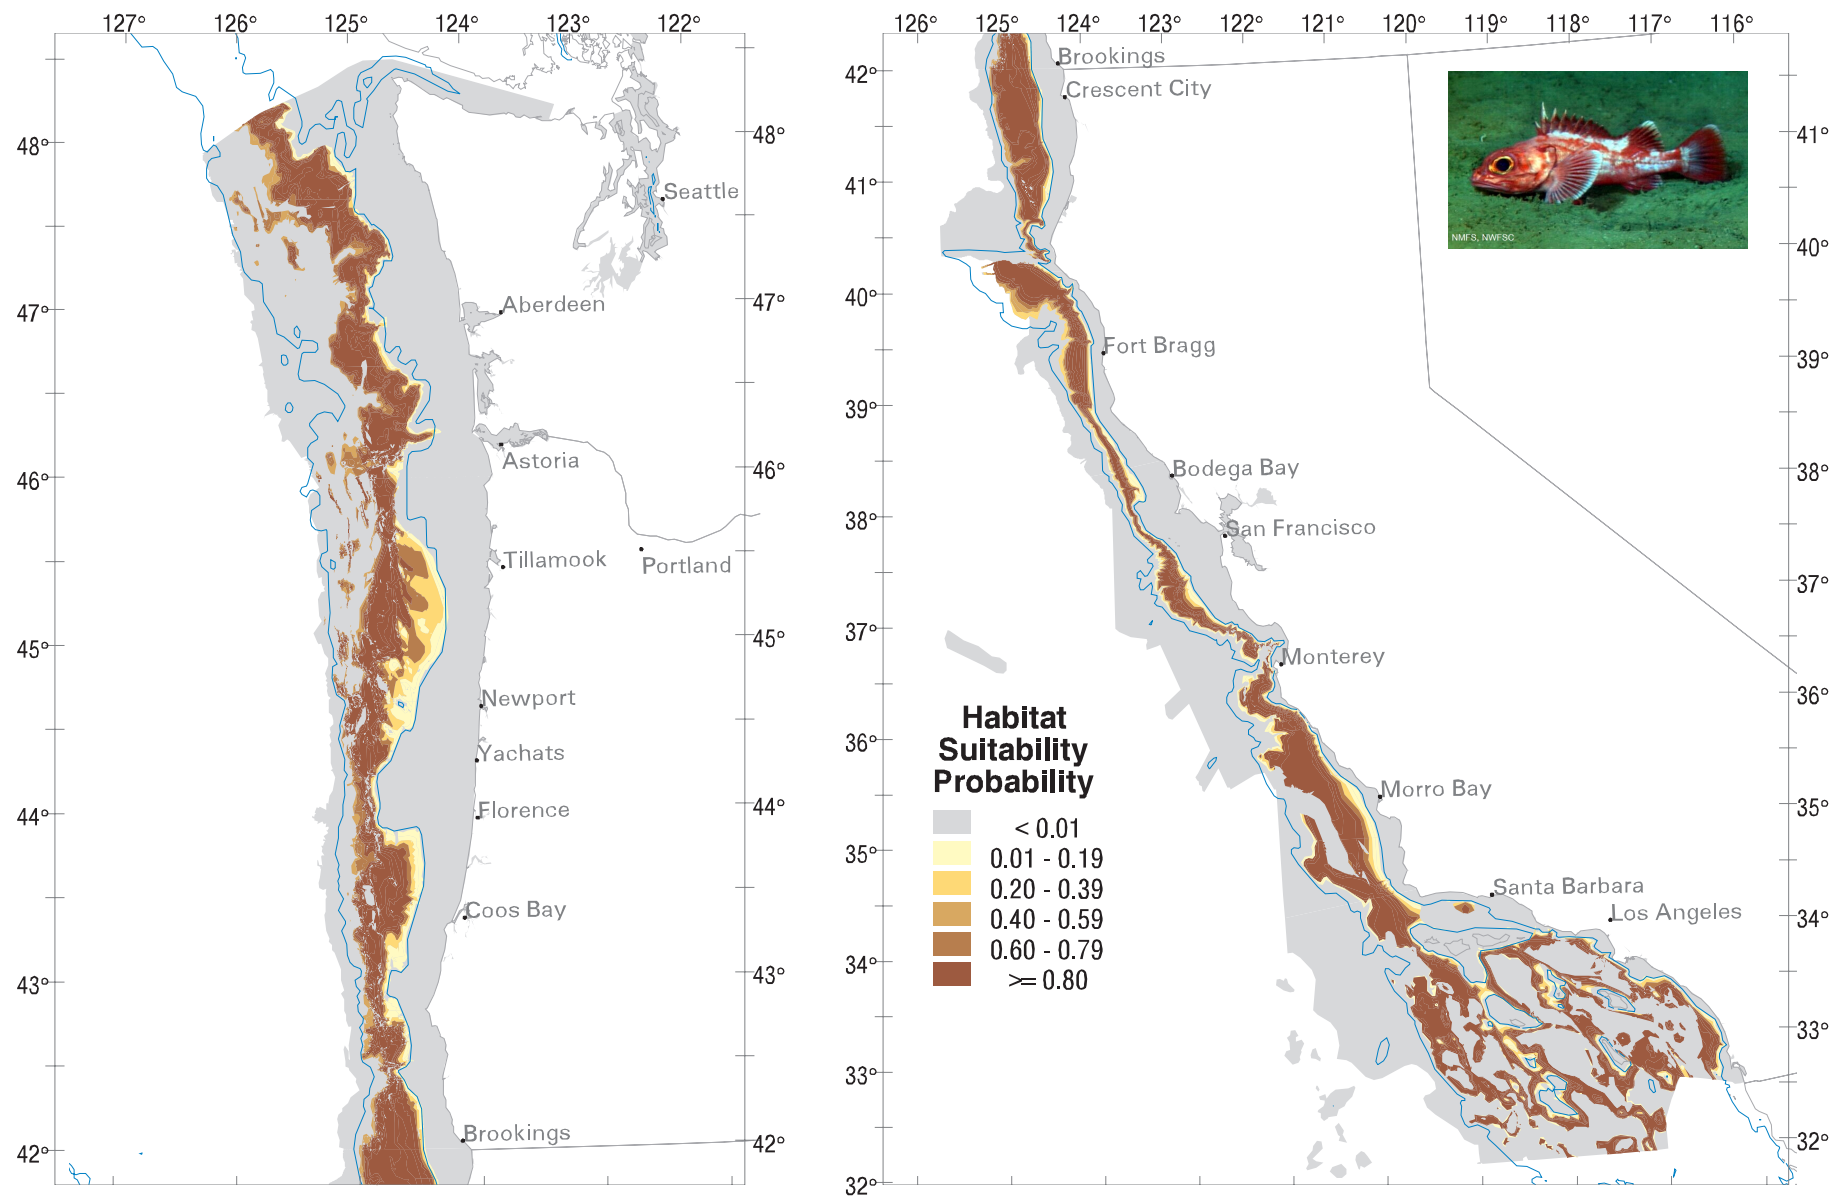 127° 126° 125° 124° 123° 122°
126° 125° 124° 123° 122° 121° 120° 119° 118° 117° 116°
48°
47°
46°
45°
44°
43°
42°
48°
47°
46°
45°
44°
43°
42°
Seattle
Aberdeen
Astoria
Tillamook
Portland
Newport
Yachats
Florence
Coos Bay
Brookings
42°
41°
40°
39°
38°
37°
36°
35°
34°
33°
32°
41°
40°
39°
38°
37°
36°
35°
34°
33°
32°
Brookings
Crescent City
NMFS, NWFSC
Fort Bragg
Bodega Bay
San Francisco
Monterey
Morro Bay
Santa Barbara
Los Angeles
Habitat
Suitability
Probability
< 0.01
0.01 - 0.19
0.20 - 0.39
0.40 - 0.59
0.60 - 0.79
>= 0.80